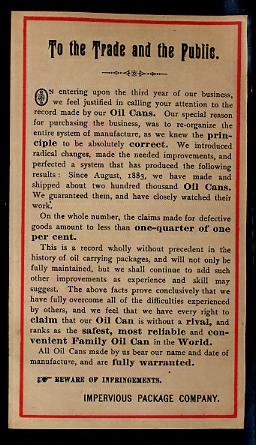 To the Trade and the Public.
ON entering upon the third year of our business,
we feel justified in calling your attention to the
record made by our Oil Cans. Our special reason
for purchasing the business, was to re-organize the
entire system of manufacture, as we knew the prin-
ciple to be absolutely correct. We introduced
radical changes, made the needed improvements, and
perfected a system that has produced the following
results: Since August, 1883, we have made and
shipped about two hundred thousand Oil Cans.
We guaranteed them, and have closely watched their
work.
On the whole number, the claims made for defective
goods amount to less than one-quarter of one
per cent.
This is a record wholly without precedent in the
history of oil carrying packages, and will not only be
fully maintained, but we shall continue to add such
other improvements as experience and skill may
suggest. The above facts prove conclusively that we
have fully overcome all of the difficulties experienced
by others, and we feel that we have every right to
claim that our Oil Can is without a rival, and
ranks as the safest, most reliable and con-
venient Family Oil Can in the World.
All Oil Cans made by us bear our name and date of
manufacture, and are fully warranted.
☞ BEWARE OF INFRINGEMENTS.
IMPERVIOUS PACKAGE COMPANY.